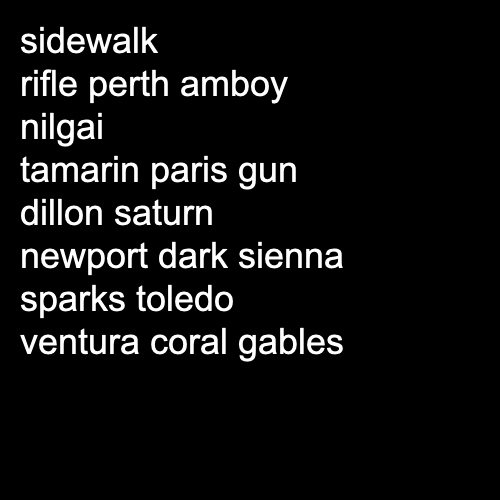 sidewalk
rifle perth amboy
nilgai
tamarin paris gun
dillon saturn
newport dark sienna
sparks toledo
ventura coral gables